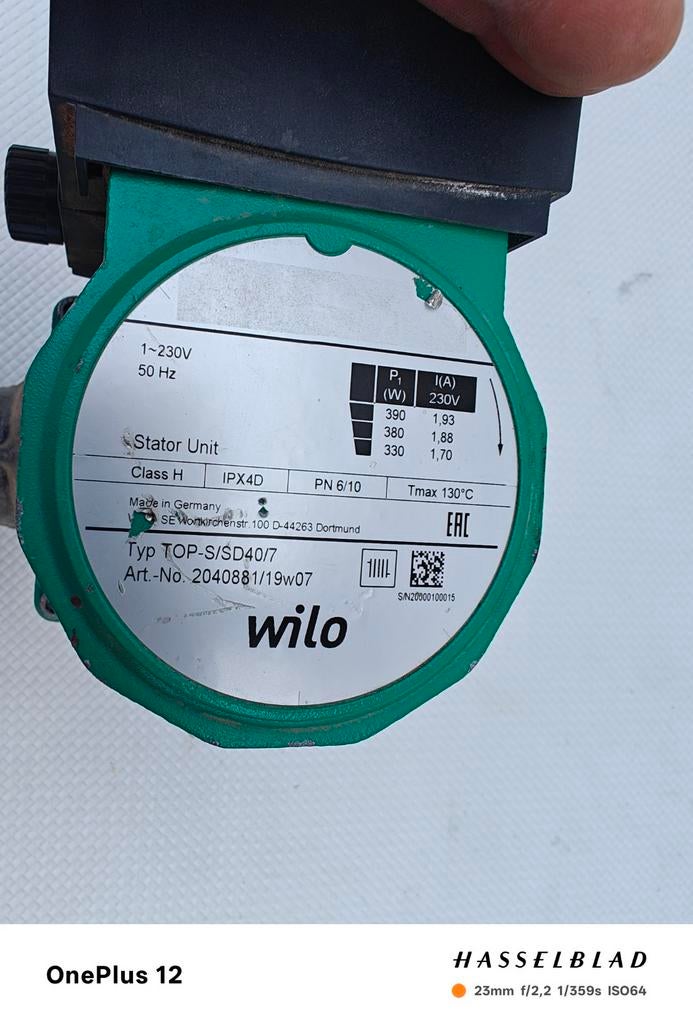 1~230V
50 Hz
P1 (W) I(A) 230V
390 1,93
380 1,88
330 1,70
Stator Unit
Class H IPX4D PN 6/10 Tmax 130°C
Made in Germany
SE 100 D-44263 Dortmund
EAC
Typ TOP-S/SD40/7
Art.-No. 2040881/19w07
S/N20000100015
wilo
OnePlus 12
HASSELBLAD
23mm f/2,2 1/359s ISO64